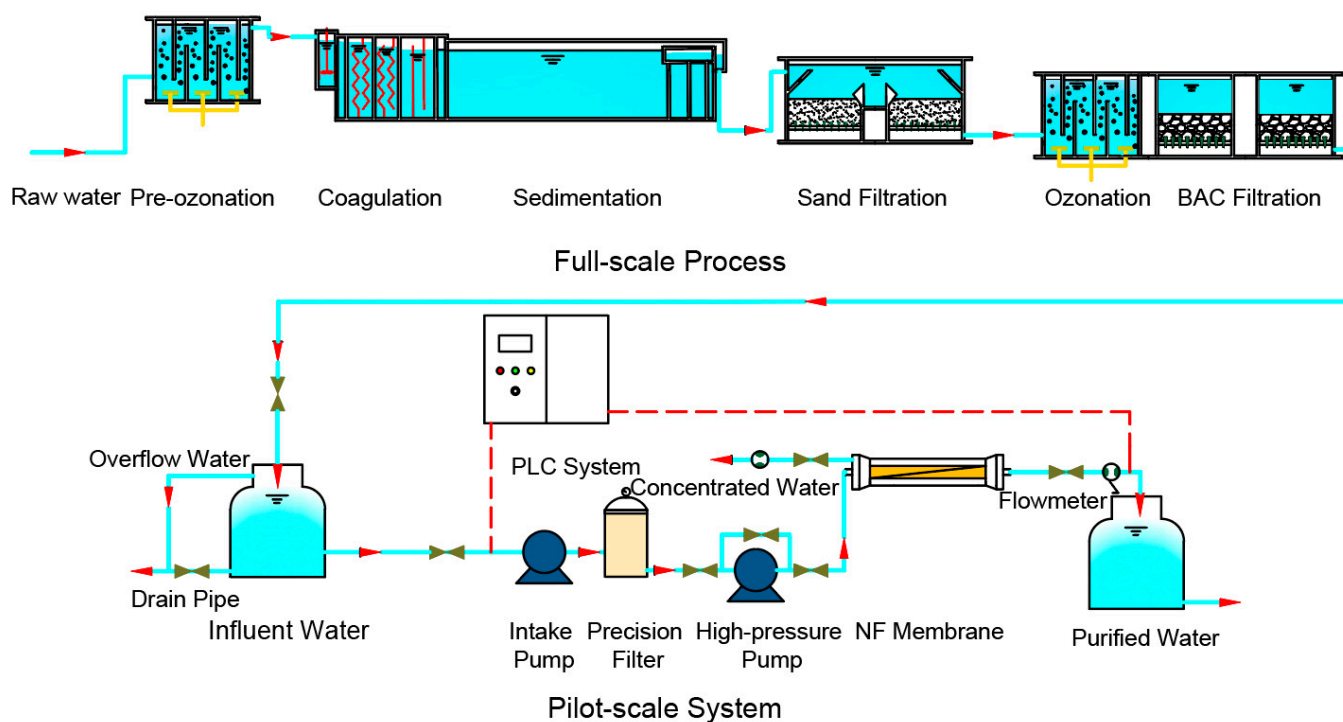 Raw water
Pre-ozonation
Coagulation
Sedimentation
Sand Filtration
Ozonation
BAC Filtration
Full-scale Process
Overflow Water
PLC System
Concentrated Water
Flowmeter
Drain Pipe
Influent Water
Intake
Pump
Precision
Filter
High-pressure
Pump
NF Membrane
Purified Water
Pilot-scale System